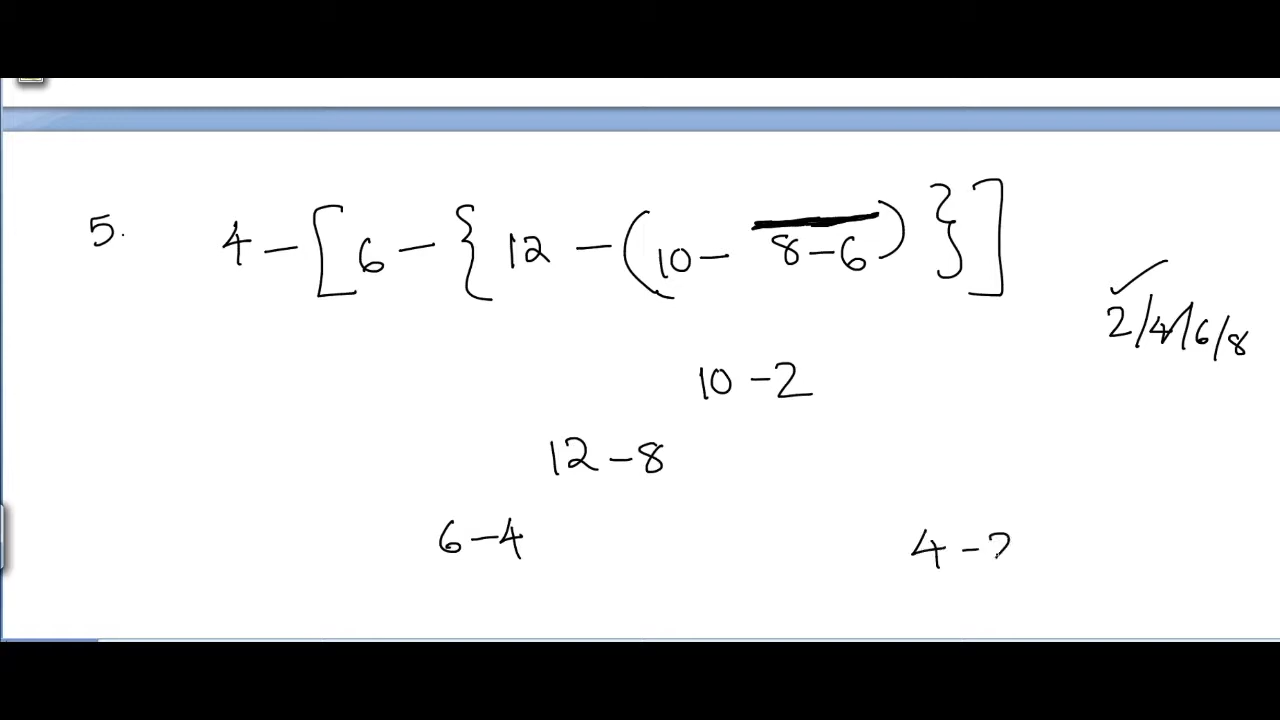 5. 4 - [6 - {12 - (10 - 8-6)}]
2/4/6/8
10 - 2
12 - 8
6 - 4
4 - 2